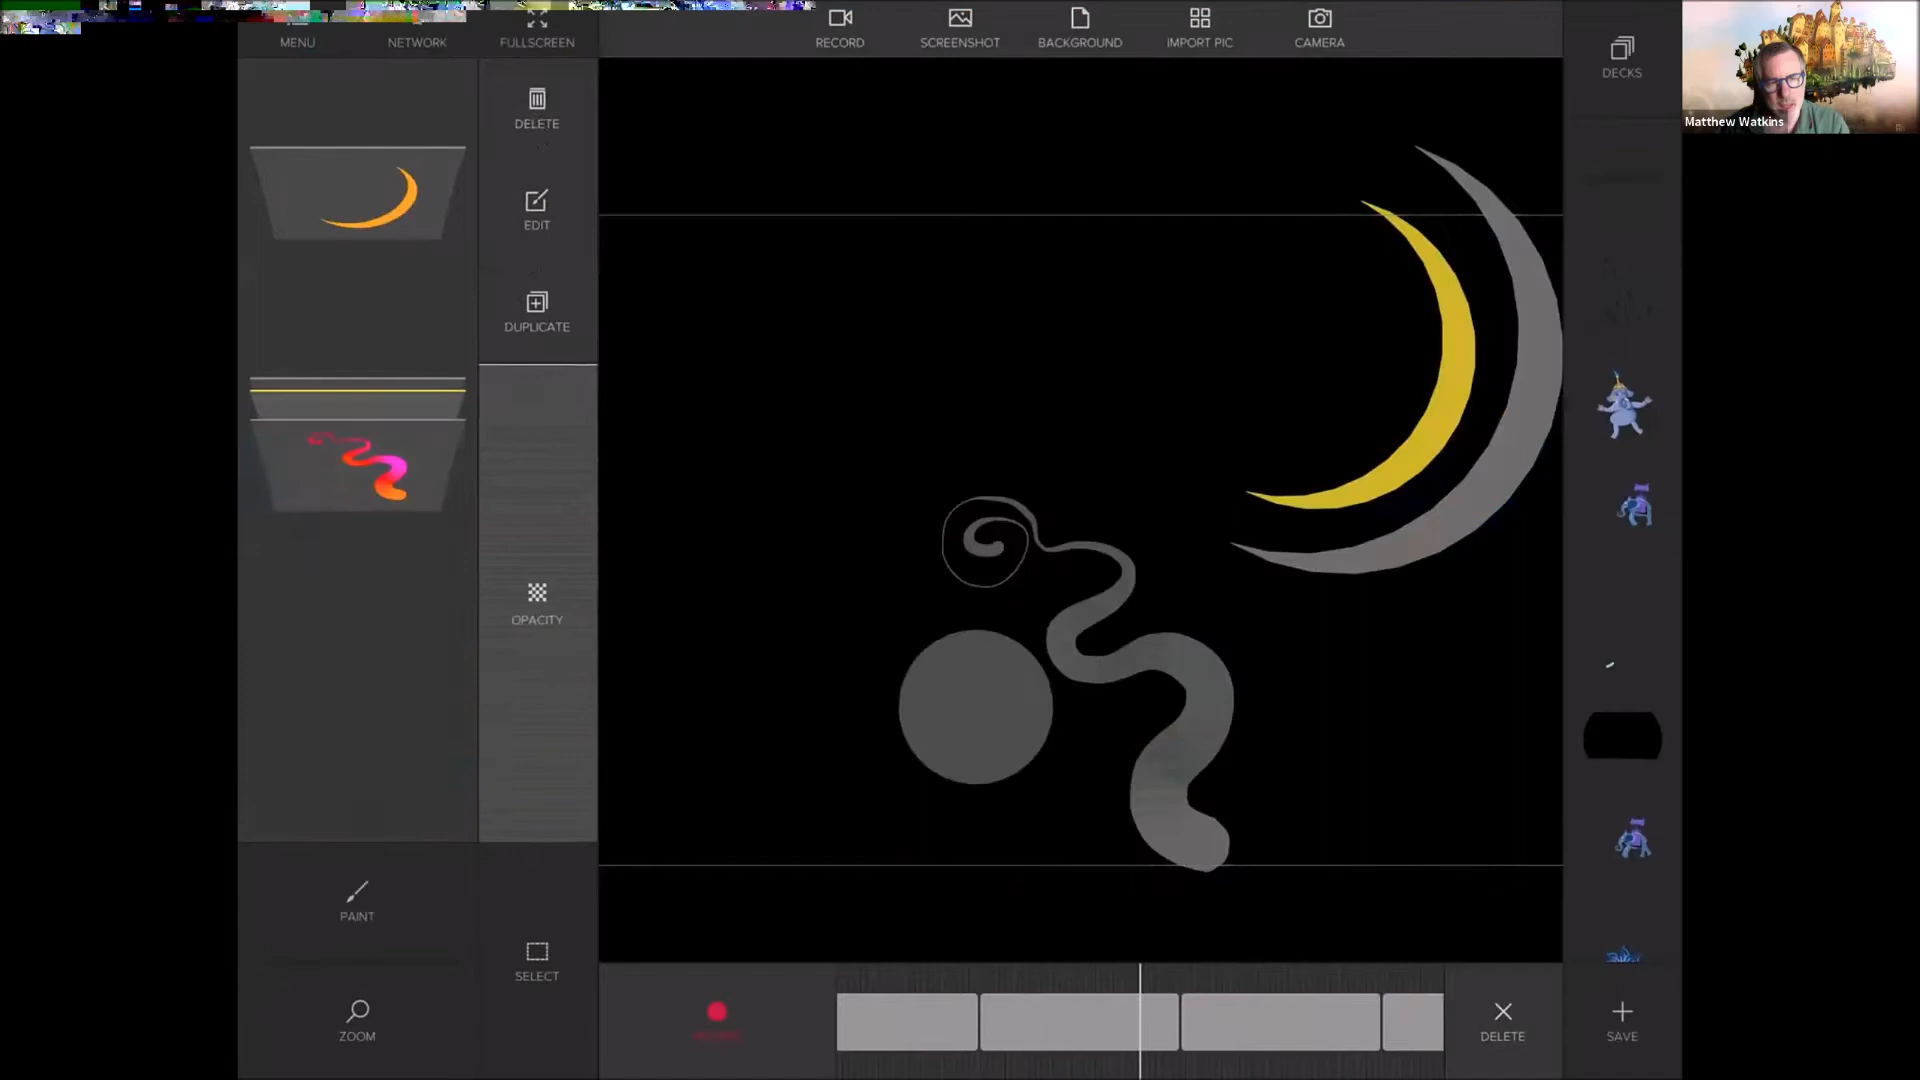 MENU
NETWORK
FULLSCREEN
RECORD
SCREENSHOT
BACKGROUND
IMPORT PIC
CAMERA
DECKS
Matthew Watkins
DELETE
EDIT
DUPLICATE
OPACITY
PAINT
SELECT
ZOOM
DELETE
SAVE